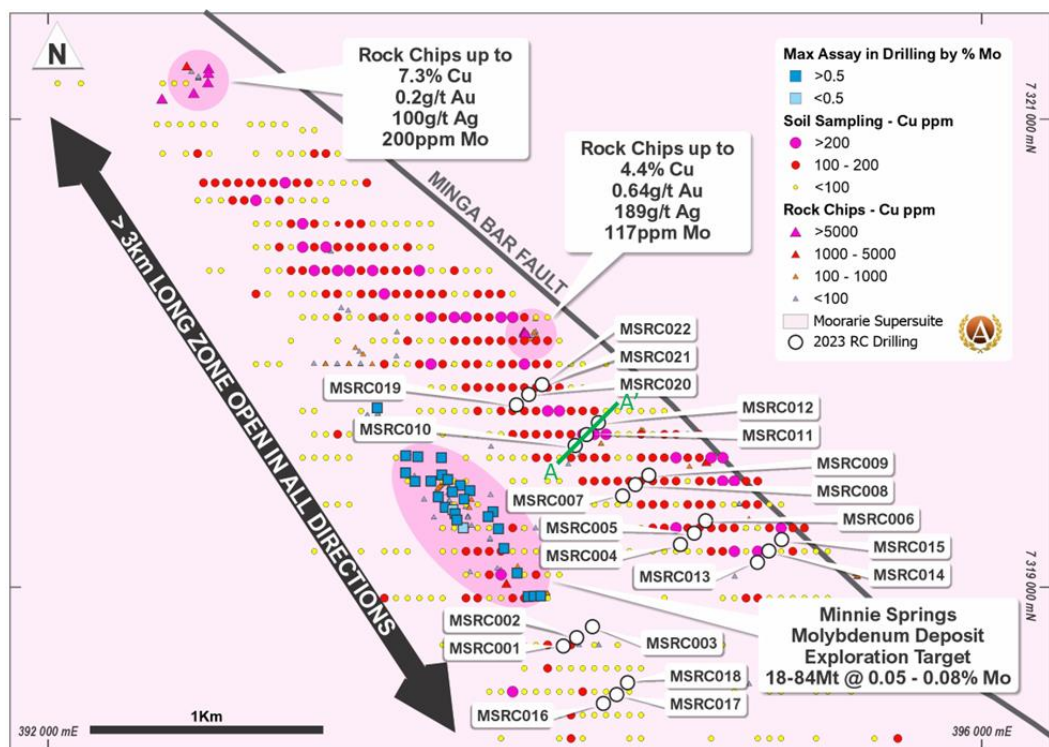 N
Rock Chips up to
7.3% Cu
0.2g/t Au
100g/t Ag
200ppm Mo
Rock Chips up to
4.4% Cu
0.64g/t Au
189g/t Ag
117ppm Mo
MINGA BAR FAULT
Max Assay in Drilling by % Mo
>0.5
<0.5
Soil Sampling - Cu ppm
>200
100 - 200
<100
Rock Chips - Cu ppm
>5000
1000 - 5000
100 - 1000
<100
Moorarie Supersuite
2023 RC Drilling
A
7 321 000 mN
> 3km LONG ZONE OPEN IN ALL DIRECTIONS
MSRC022
MSRC021
MSRC020
MSRC019
A'
MSRC012
MSRC010
MSRC011
A
MSRC009
MSRC008
MSRC007
MSRC006
MSRC005
MSRC015
MSRC004
MSRC014
MSRC013
7 319 000 mN
MSRC002
MSRC003
MSRC001
Minnie Springs
Molybdenum Deposit
Exploration Target
18-84Mt @ 0.05 - 0.08% Mo
MSRC018
MSRC017
MSRC016
1Km
392 000 mE
396 000 mE